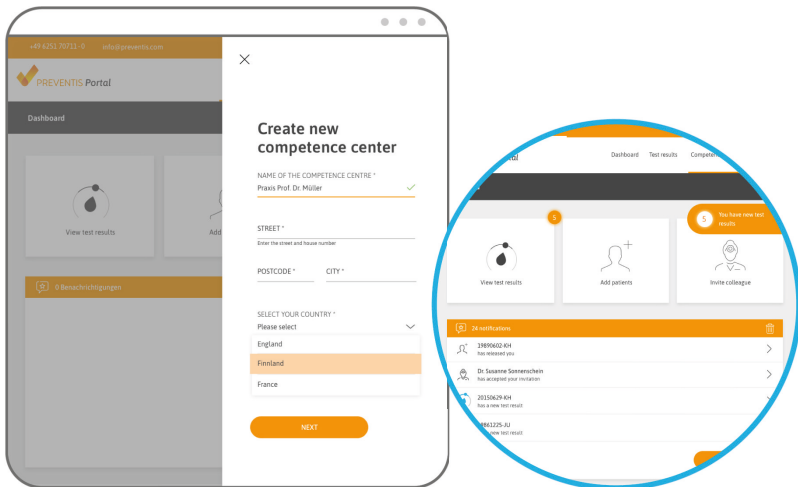 +49 6251 70711-0 info@preventis.com
PREVENTIS Portal
Dashboard
View test results
Add
0 Benachrichtigungen
Create new
competence center
NAME OF THE COMPETENCE CENTRE *
Praxis Prof. Dr. Müller
STREET *
Enter the street and house number
POSTCODE * CITY *
SELECT YOUR COUNTRY *
Please select
England
Finnland
France
NEXT
Dashboard Test results
5
5 You have new test
results
View test results
Add patients
Invite colleague
24 notifications
19890602-KH
has released you
Dr. Susanne Sonnenschein
has accepted your invitation
20150629-KH
has a new test result
new test result